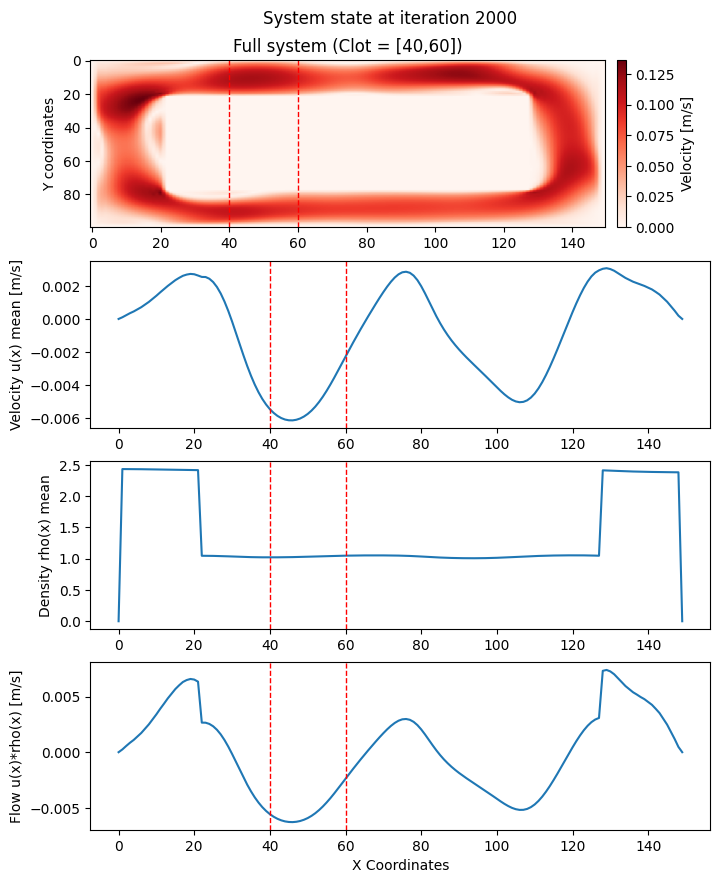 System state at iteration 2000
Full system (Clot = [40,60])
Y coordinates
0
20
40
60
80
0 20 40 60 80 100 120 140
0.125
0.100
0.075
0.050
0.025
0.000
Velocity [m/s]
Velocity u(x) mean [m/s]
0.002
0.000
−0.002
−0.004
−0.006
0 20 40 60 80 100 120 140
Density rho(x) mean
2.5
2.0
1.5
1.0
0.5
0.0
0 20 40 60 80 100 120 140
Flow u(x)*rho(x) [m/s]
0.005
0.000
−0.005
0 20 40 60 80 100 120 140
X Coordinates